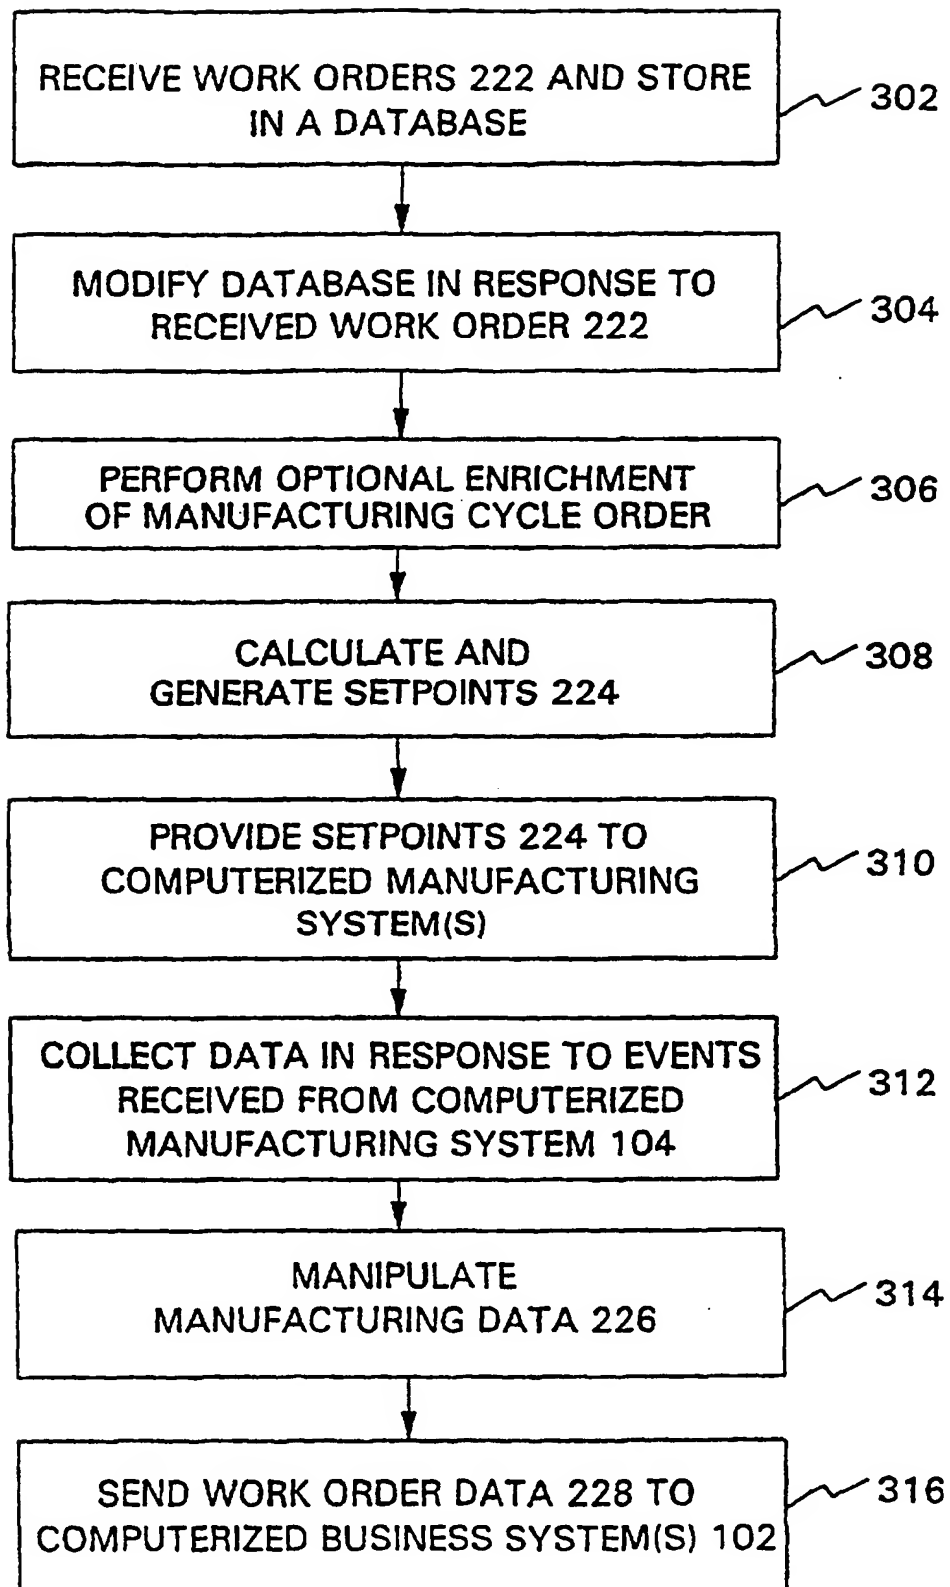 RECEIVE WORK ORDERS 222 AND STORE
IN A DATABASE
302
MODIFY DATABASE IN RESPONSE TO
RECEIVED WORK ORDER 222
304
PERFORM OPTIONAL ENRICHMENT
OF MANUFACTURING CYCLE ORDER
306
CALCULATE AND
GENERATE SETPOINTS 224
308
PROVIDE SETPOINTS 224 TO
COMPUTERIZED MANUFACTURING
SYSTEM(S)
310
COLLECT DATA IN RESPONSE TO EVENTS
RECEIVED FROM COMPUTERIZED
MANUFACTURING SYSTEM 104
312
MANIPULATE
MANUFACTURING DATA 226
314
SEND WORK ORDER DATA 228 TO
COMPUTERIZED BUSINESS SYSTEM(S) 102
316